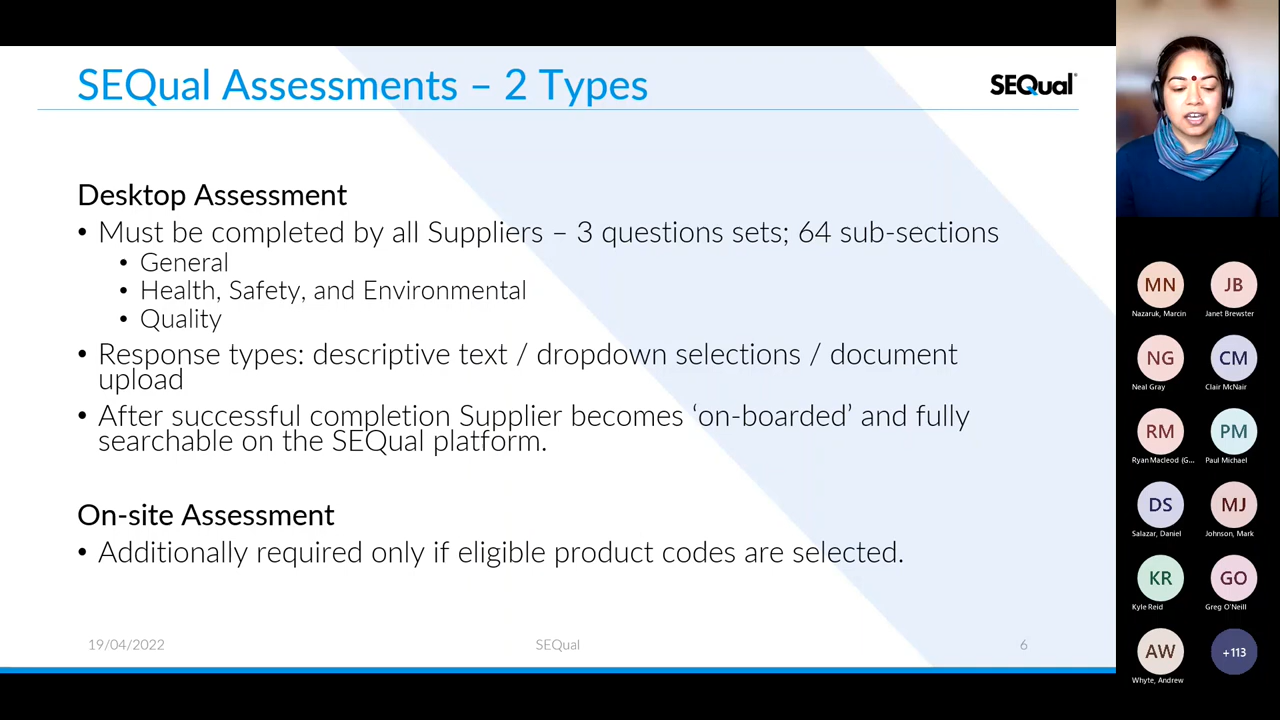 SEQual Assessments – 2 Types
SEQual
Desktop Assessment
• Must be completed by all Suppliers – 3 questions sets; 64 sub-sections
• General
• Health, Safety, and Environmental
• Quality
• Response types: descriptive text / dropdown selections / document
upload
• After successful completion Supplier becomes ‘on-boarded’ and fully
searchable on the SEQual platform.
On-site Assessment
• Additionally required only if eligible product codes are selected.
19/04/2022
SEQual
6
MN
JB
Nazaruk, Marcin
Janet Brewster
NG
CM
Neal Gray
Clair McNair
RM
PM
Ryan Macleod (G...
Paul Michael
DS
MJ
Salazar, Daniel
Johnson, Mark
KR
GO
Kyle Reid
Greg O'Neill
AW
+113
Whyte, Andrew